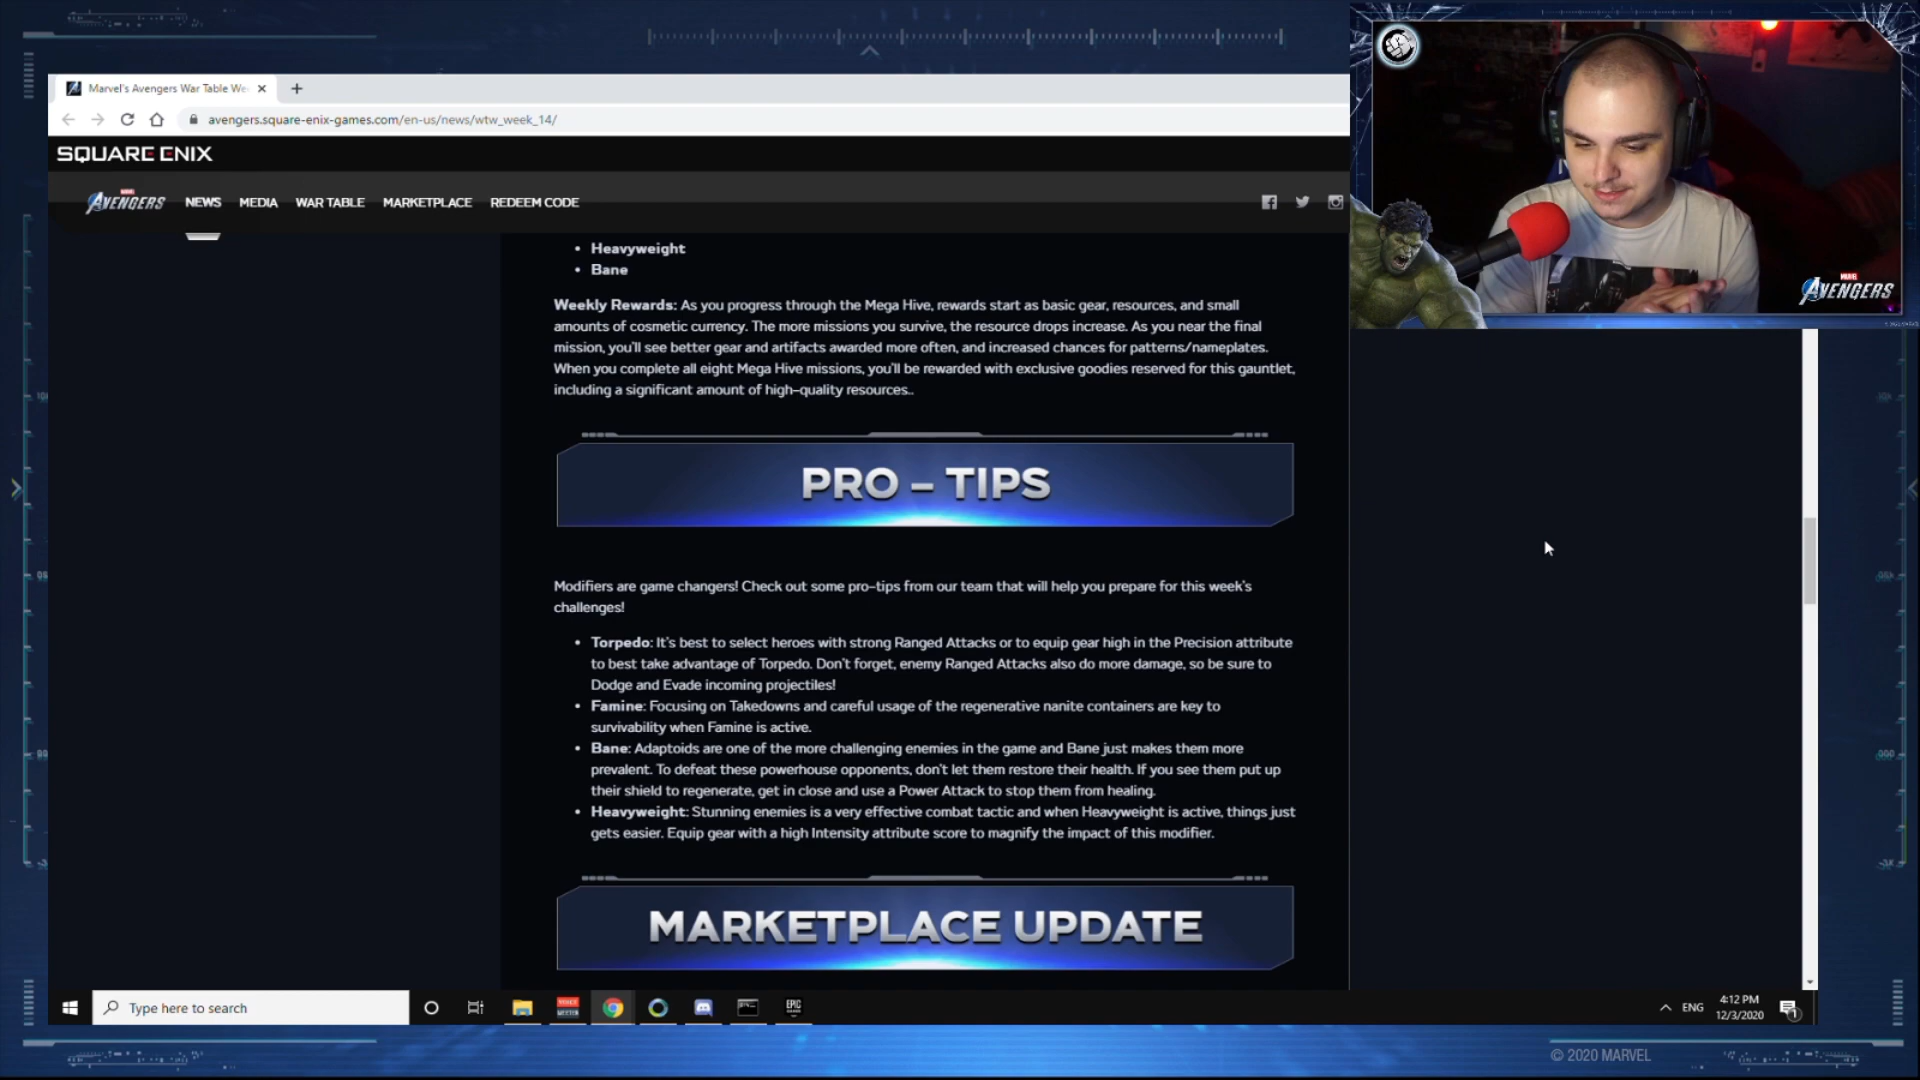 Marvel's Avengers War Table We
avengers.square-enix-games.com/en-us/news/wtw_week_14/
SQUARE ENIX
MARVEL
AVENGERS
NEWS
MEDIA
WAR TABLE
MARKETPLACE
REDEEM CODE
• Heavyweight
• Bane
Weekly Rewards: As you progress through the Mega Hive, rewards start as basic gear, resources, and small
amounts of cosmetic currency. The more missions you survive, the resource drops increase. As you near the final
mission, you'll see better gear and artifacts awarded more often, and increased chances for patterns/nameplates.
When you complete all eight Mega Hive missions, you'll be rewarded with exclusive goodies reserved for this gauntlet,
including a significant amount of high-quality resources..
PRO – TIPS
Modifiers are game changers! Check out some pro-tips from our team that will help you prepare for this week's
challenges!
• Torpedo: It's best to select heroes with strong Ranged Attacks or to equip gear high in the Precision attribute
to best take advantage of Torpedo. Don't forget, enemy Ranged Attacks also do more damage, so be sure to
Dodge and Evade incoming projectiles!
• Famine: Focusing on Takedowns and careful usage of the regenerative nanite containers are key to
survivability when Famine is active.
• Bane: Adaptoids are one of the more challenging enemies in the game and Bane just makes them more
prevalent. To defeat these powerhouse opponents, don't let them restore their health. If you see them put up
their shield to regenerate, get in close and use a Power Attack to stop them from healing.
• Heavyweight: Stunning enemies is a very effective combat tactic and when Heavyweight is active, things just
gets easier. Equip gear with a high Intensity attribute score to magnify the impact of this modifier.
MARKETPLACE UPDATE
MARVEL
AVENGERS
Type here to search
EPIC
GAMES
ENG
4:12 PM
12/3/2020
1
© 2020 MARVEL